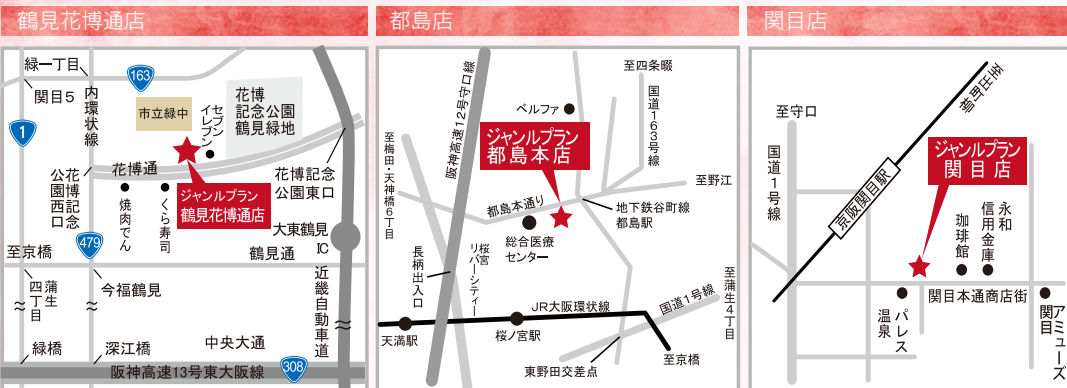 鶴見花博通店
緑一丁目
163
関目5
内環状線
1
市立緑中
セブン
イレブン
花博
記念公園
鶴見緑地
花博通
花博記念
公園西口
焼肉でん
くら寿司
ジャンルプラン
鶴見花博通店
花博記念
公園東口
大東鶴見
IC
479
至京橋
鶴見通
蒲生
四丁目
今福鶴見
近畿自動車道
緑橋
深江橋
中央大通
阪神高速13号東大阪線
308
都島店
阪神高速12号守口線
至四条畷
国道163号線
ベルファ
ジャンルプラン
都島本店
至梅田・天神橋6丁目
至野江
都島本通り
地下鉄谷町線
都島駅
総合医療
センター
桜宮
リバーシティー
長柄出入口
JR大阪環状線
国道1号線
至蒲生4丁目
天満駅
桜ノ宮駅
至京橋
東野田交差点
関目店
至守口
至出町柳
国道1号線
京阪関目駅
ジャンルプラン
関目店
珈琲館
永和
信用金庫
関目本通商店街
パレス
温泉
アミューズ
関目